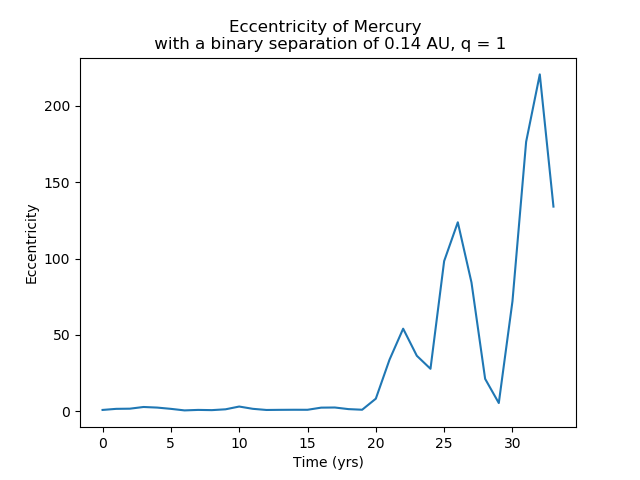 Eccentricity of Mercury
with a binary separation of 0.14 AU, q = 1
200
150
100
50
0
Eccentricity
0 5 10 15 20 25 30
Time (yrs)